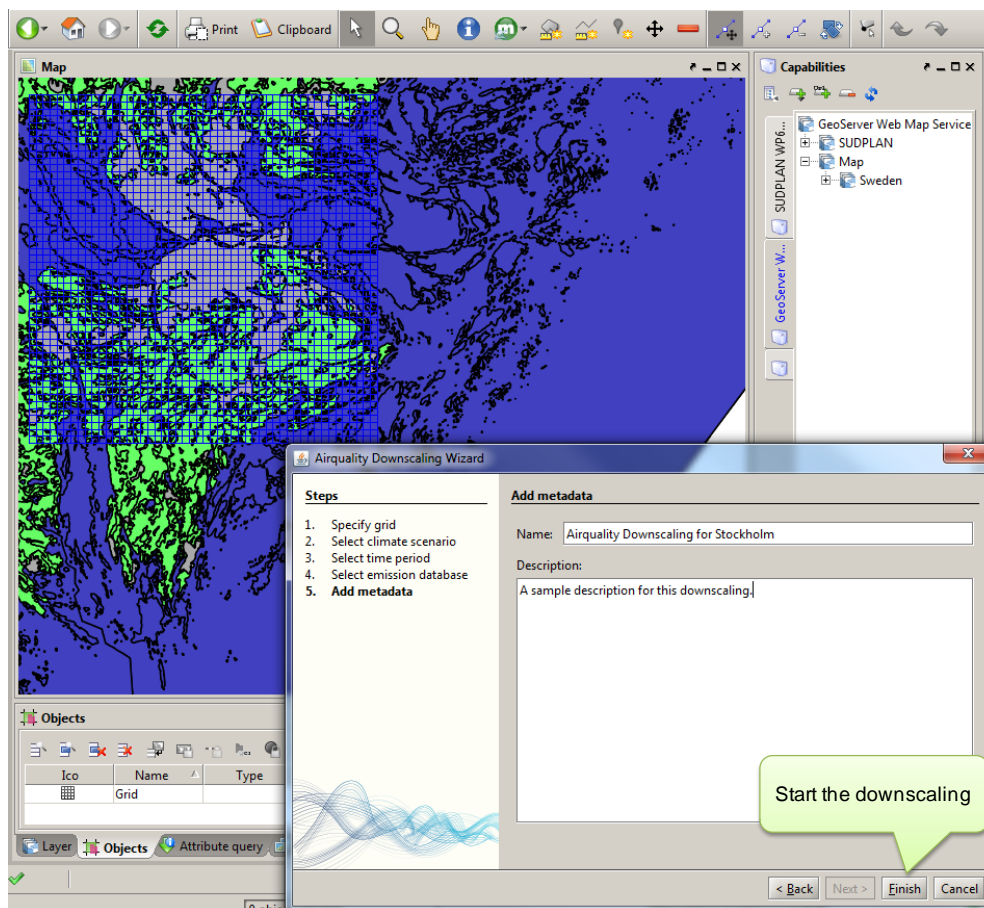 Print
Clipboard
Map
Capabilities
SUDPLAN WP6...
GeoServer W...
GeoServer Web Map Service
SUDPLAN
Map
Sweden
Airquality Downscaling Wizard
Steps
1. Specify grid
2. Select climate scenario
3. Select time period
4. Select emission database
5. Add metadata
Add metadata
Name: Airquality Downscaling for Stockholm
Description:
A sample description for this downscaling.
Objects
Ico Name Type
Grid
Start the downscaling
Layer Objects Attribute query
< Back Next > Finish Cancel